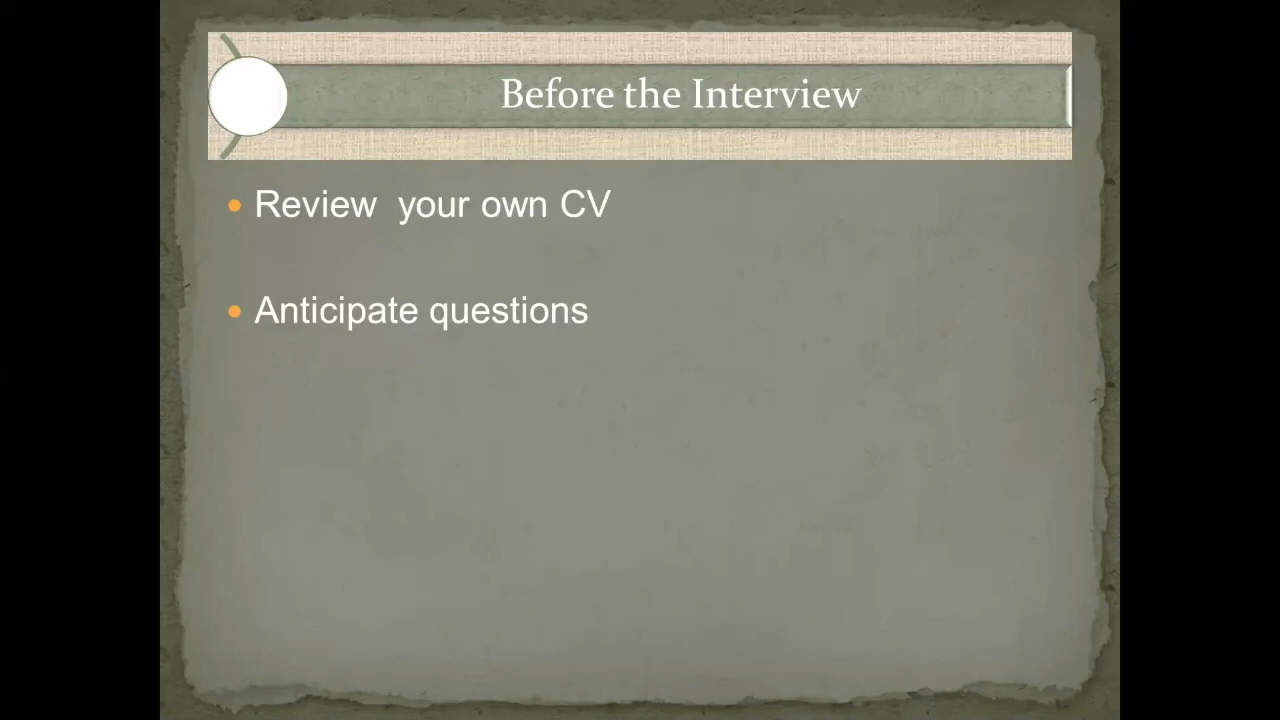 Before the Interview
Review  your own CV
Anticipate questions